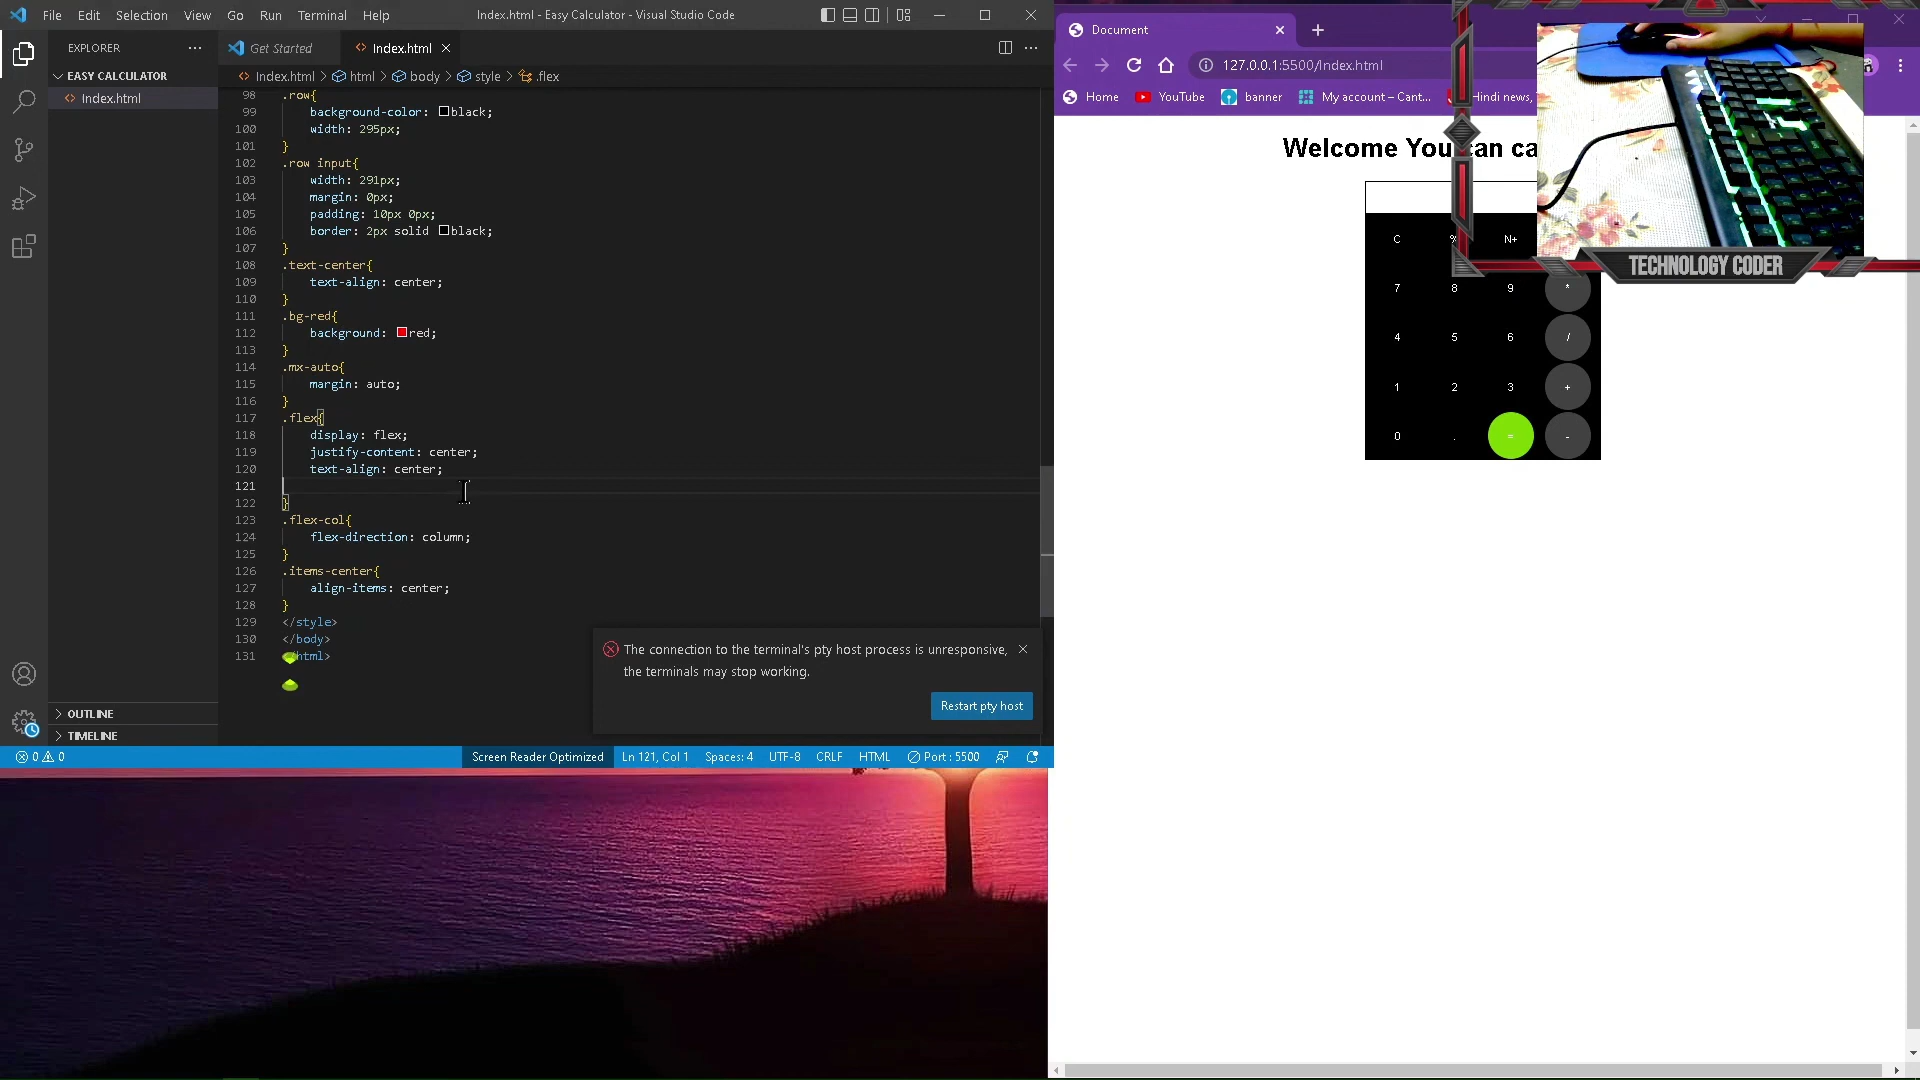 File Edit Selection View Go Run Terminal Help
Index.html - Easy Calculator - Visual Studio Code
EXPLORER
EASY CALCULATOR
Index.html
OUTLINE
TIMELINE
Get Started
Index.html
Index.html > html > body > style > .flex
98 .row{
99 background-color: black;
100 width: 295px;
101 }
102 .row input{
103 width: 291px;
104 margin: 0px;
105 padding: 10px 0px;
106 border: 2px solid black;
107 }
108 .text-center{
109 text-align: center;
110 }
111 .bg-red{
112 background: red;
113 }
114 .mx-auto{
115 margin: auto;
116 }
117 .flex{
118 display: flex;
119 justify-content: center;
120 text-align: center;
121
122 }
123 .flex-col{
124 flex-direction: column;
125 }
126 .items-center{
127 align-items: center;
128 }
129 </style>
130 </body>
131 html>
The connection to the terminal's pty host process is unresponsive,
the terminals may stop working.
Restart pty host
0 0
Screen Reader Optimized Ln 121, Col 1 Spaces: 4 UTF-8 CRLF HTML Port : 5500
Document
127.0.0.1:5500/Index.html
Home YouTube banner My account – Cant... Hindi news,
Welcome You can ca
C % N+
7 8 9 *
4 5 6 /
1 2 3 +
0 . = -
TECHNOLOGY CODER